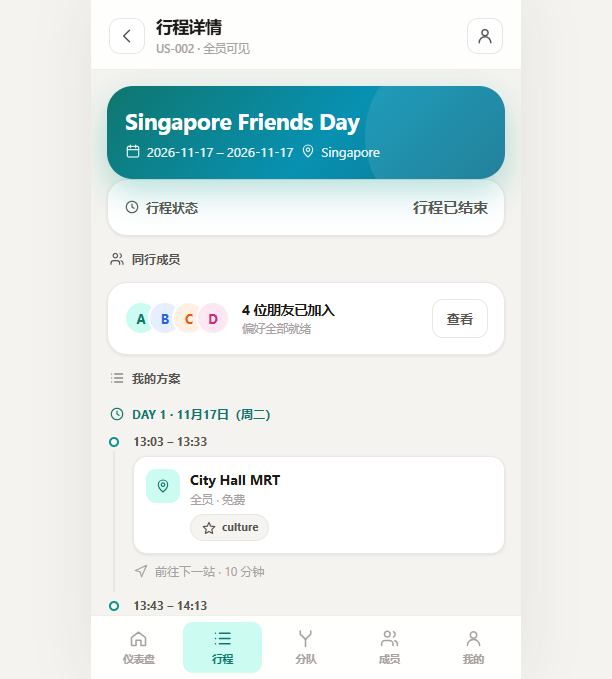 行程详情
US-002 · 全员可见
Singapore Friends Day
2026-11-17 – 2026-11-17 Singapore
行程状态 行程已结束
同行成员
A B C D
4 位朋友已加入
偏好全部就绪
查看
我的方案
DAY 1 · 11月17日（周二）
13:03 – 13:33
City Hall MRT
全员 · 免费
culture
前往下一站 · 10 分钟
13:43 – 14:13
仪表盘 行程 分队 成员 我的